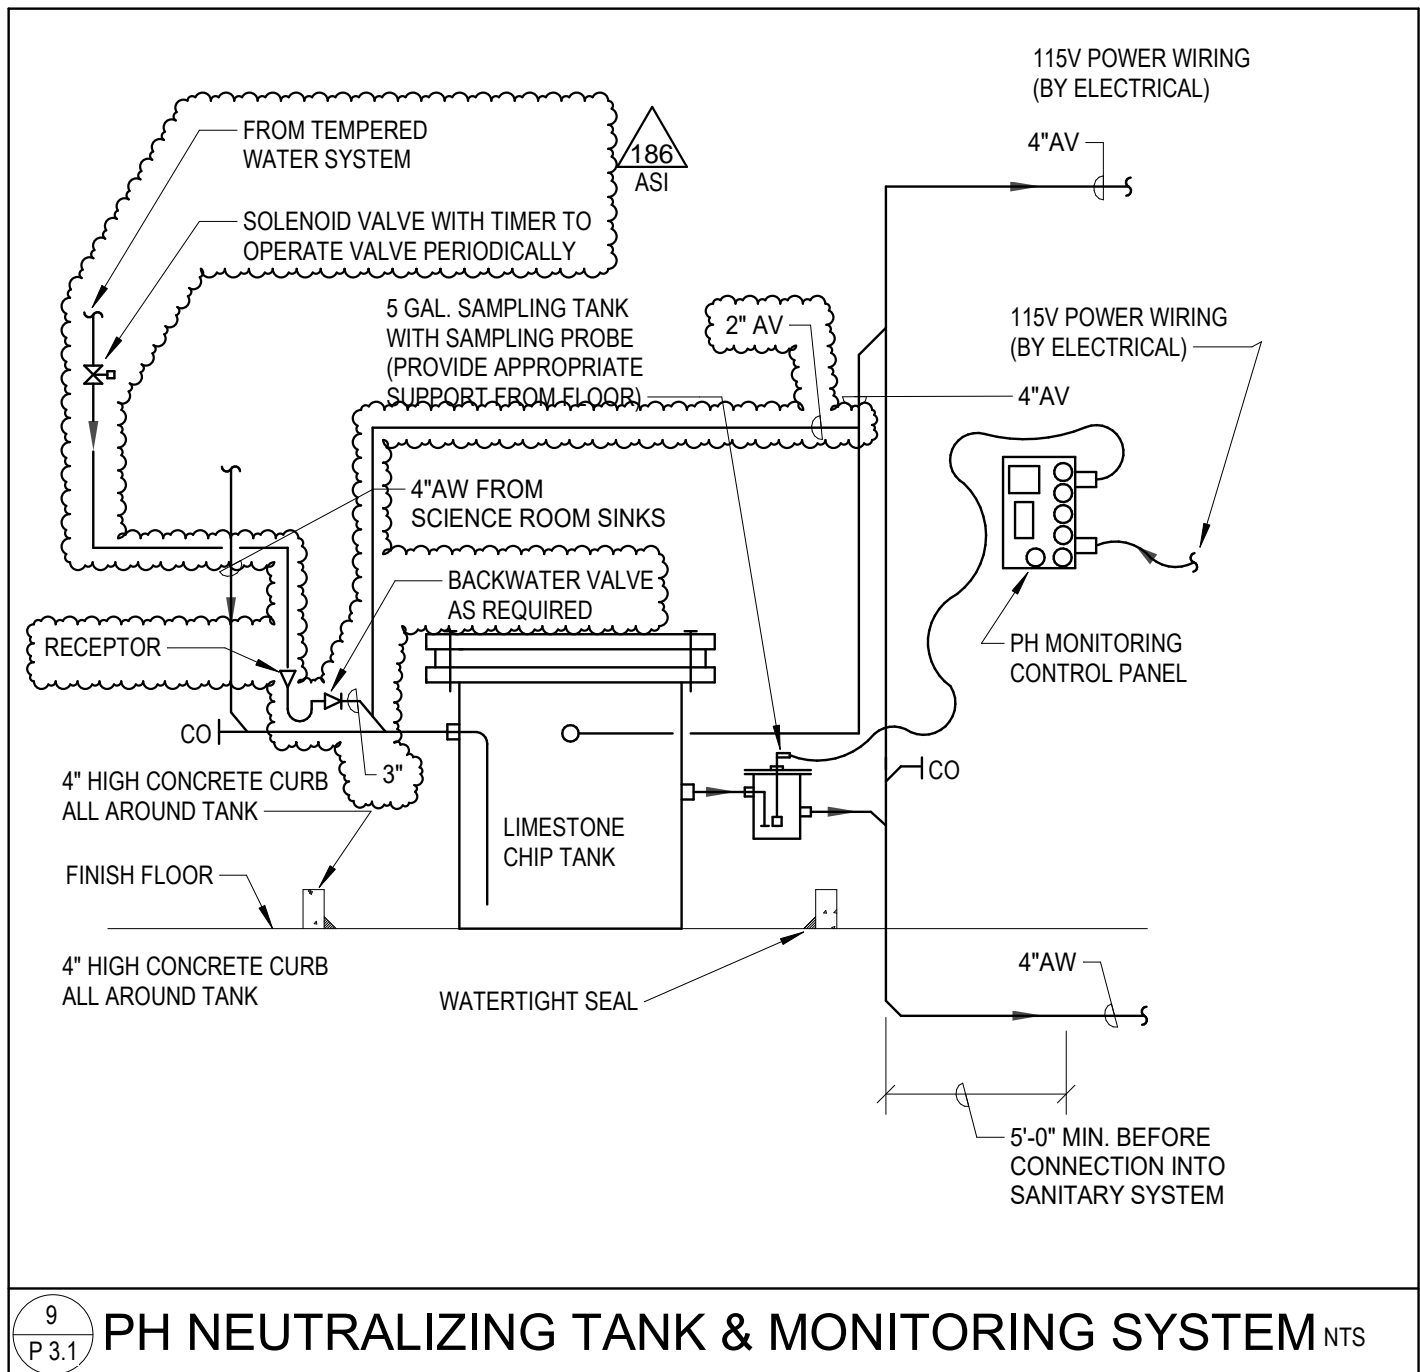 115V POWER WIRING
(BY ELECTRICAL)
4"AV
FROM TEMPERED
WATER SYSTEM
186
ASI
SOLENOID VALVE WITH TIMER TO
OPERATE VALVE PERIODICALLY
5 GAL. SAMPLING TANK
WITH SAMPLING PROBE
(PROVIDE APPROPRIATE
SUPPORT FROM FLOOR)
2" AV
115V POWER WIRING
(BY ELECTRICAL)
4"AV
4"AW FROM
SCIENCE ROOM SINKS
BACKWATER VALVE
AS REQUIRED
RECEPTOR
PH MONITORING
CONTROL PANEL
CO
3"
CO
4" HIGH CONCRETE CURB
ALL AROUND TANK
LIMESTONE
CHIP TANK
FINISH FLOOR
4" HIGH CONCRETE CURB
ALL AROUND TANK
WATERTIGHT SEAL
4"AW
5'-0" MIN. BEFORE
CONNECTION INTO
SANITARY SYSTEM
9
P 3.1
PH NEUTRALIZING TANK & MONITORING SYSTEM NTS